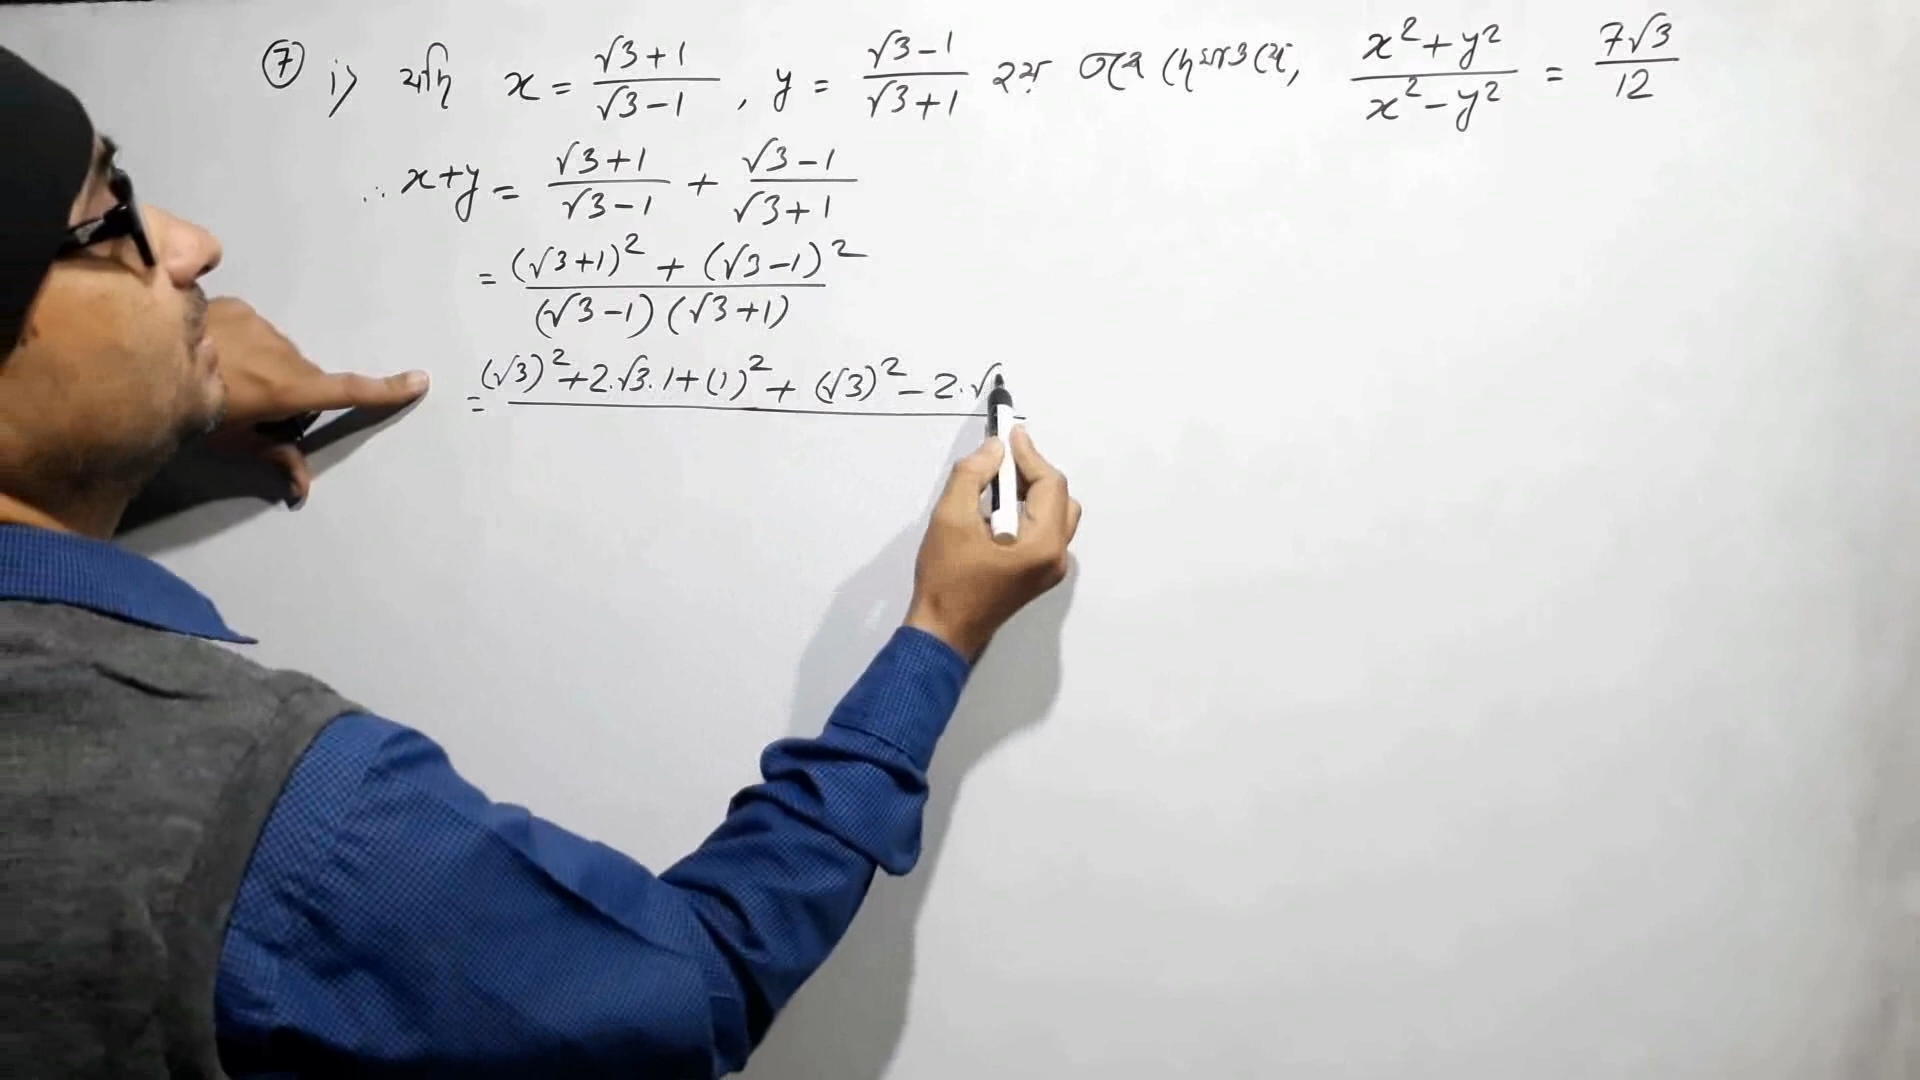 ⑦ i) যদি x = (√3+1)/(√3-1), y = (√3-1)/(√3+1) হয় তবে দেখাও যে, (x²+y²)/(x²-y²) = 7√3/12
∴ x+y = (√3+1)/(√3-1) + (√3-1)/(√3+1)
= ((√3+1)² + (√3-1)²)/((√3-1)(√3+1))
= (√3)²+2.√3.1+(1)²+(√3)²-2.√